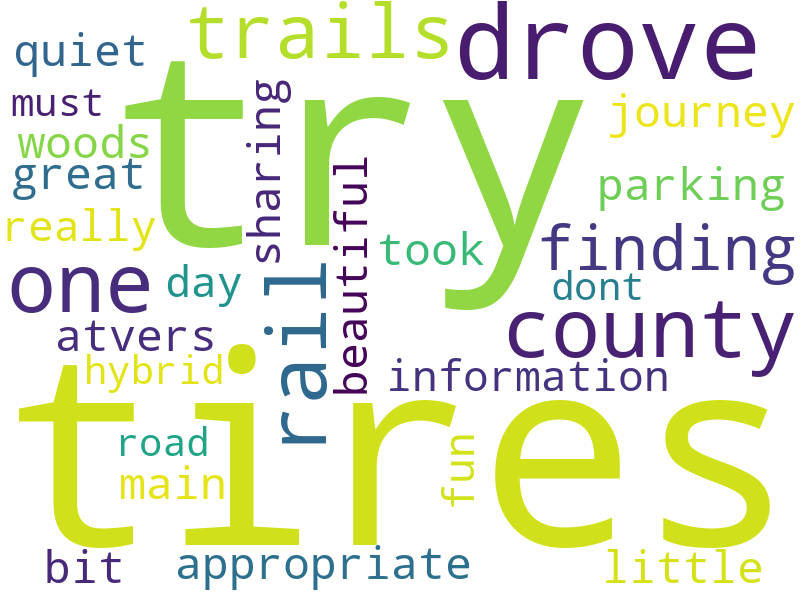 trails
drove
quiet
try
must
sharing
journey
woods
great
beautiful
parking
really
took
finding
one
day
rail
dont
atvers
county
hybrid
information
tires
road
main
fun
bit
appropriate
little